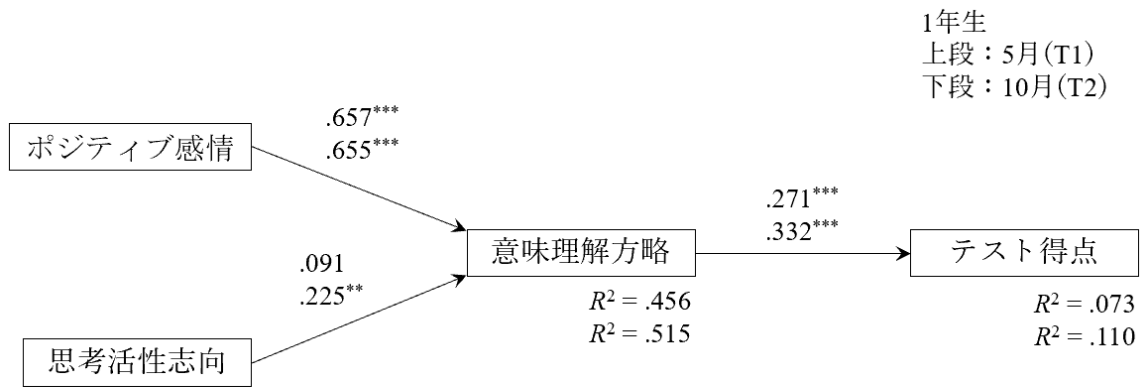 1年生
上段：5月(T1)
下段：10月(T2)
.657***
.655***
ポジティブ感情
.271***
.332***
意味理解方略
テスト得点
.091
.225**
R² = .456
R² = .515
R² = .073
R² = .110
思考活性志向